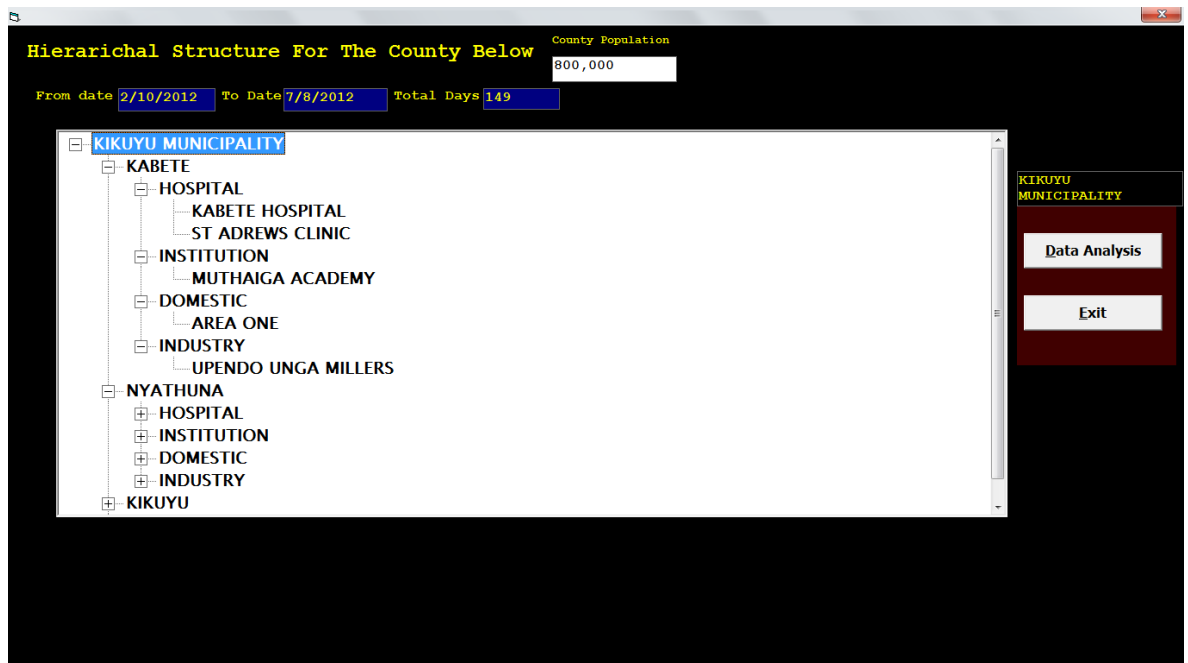 Hierarichal Structure For The County Below
County Population
800,000
From date 2/10/2012 To Date 7/8/2012 Total Days 149
KIKUYU MUNICIPALITY
KABETE
HOSPITAL
KABETE HOSPITAL
ST ADREWS CLINIC
INSTITUTION
MUTHAIGA ACADEMY
DOMESTIC
AREA ONE
INDUSTRY
UPENDO UNGA MILLERS
NYATHUNA
HOSPITAL
INSTITUTION
DOMESTIC
INDUSTRY
KIKUYU
KIKUYU
MUNICIPALITY
Data Analysis
Exit